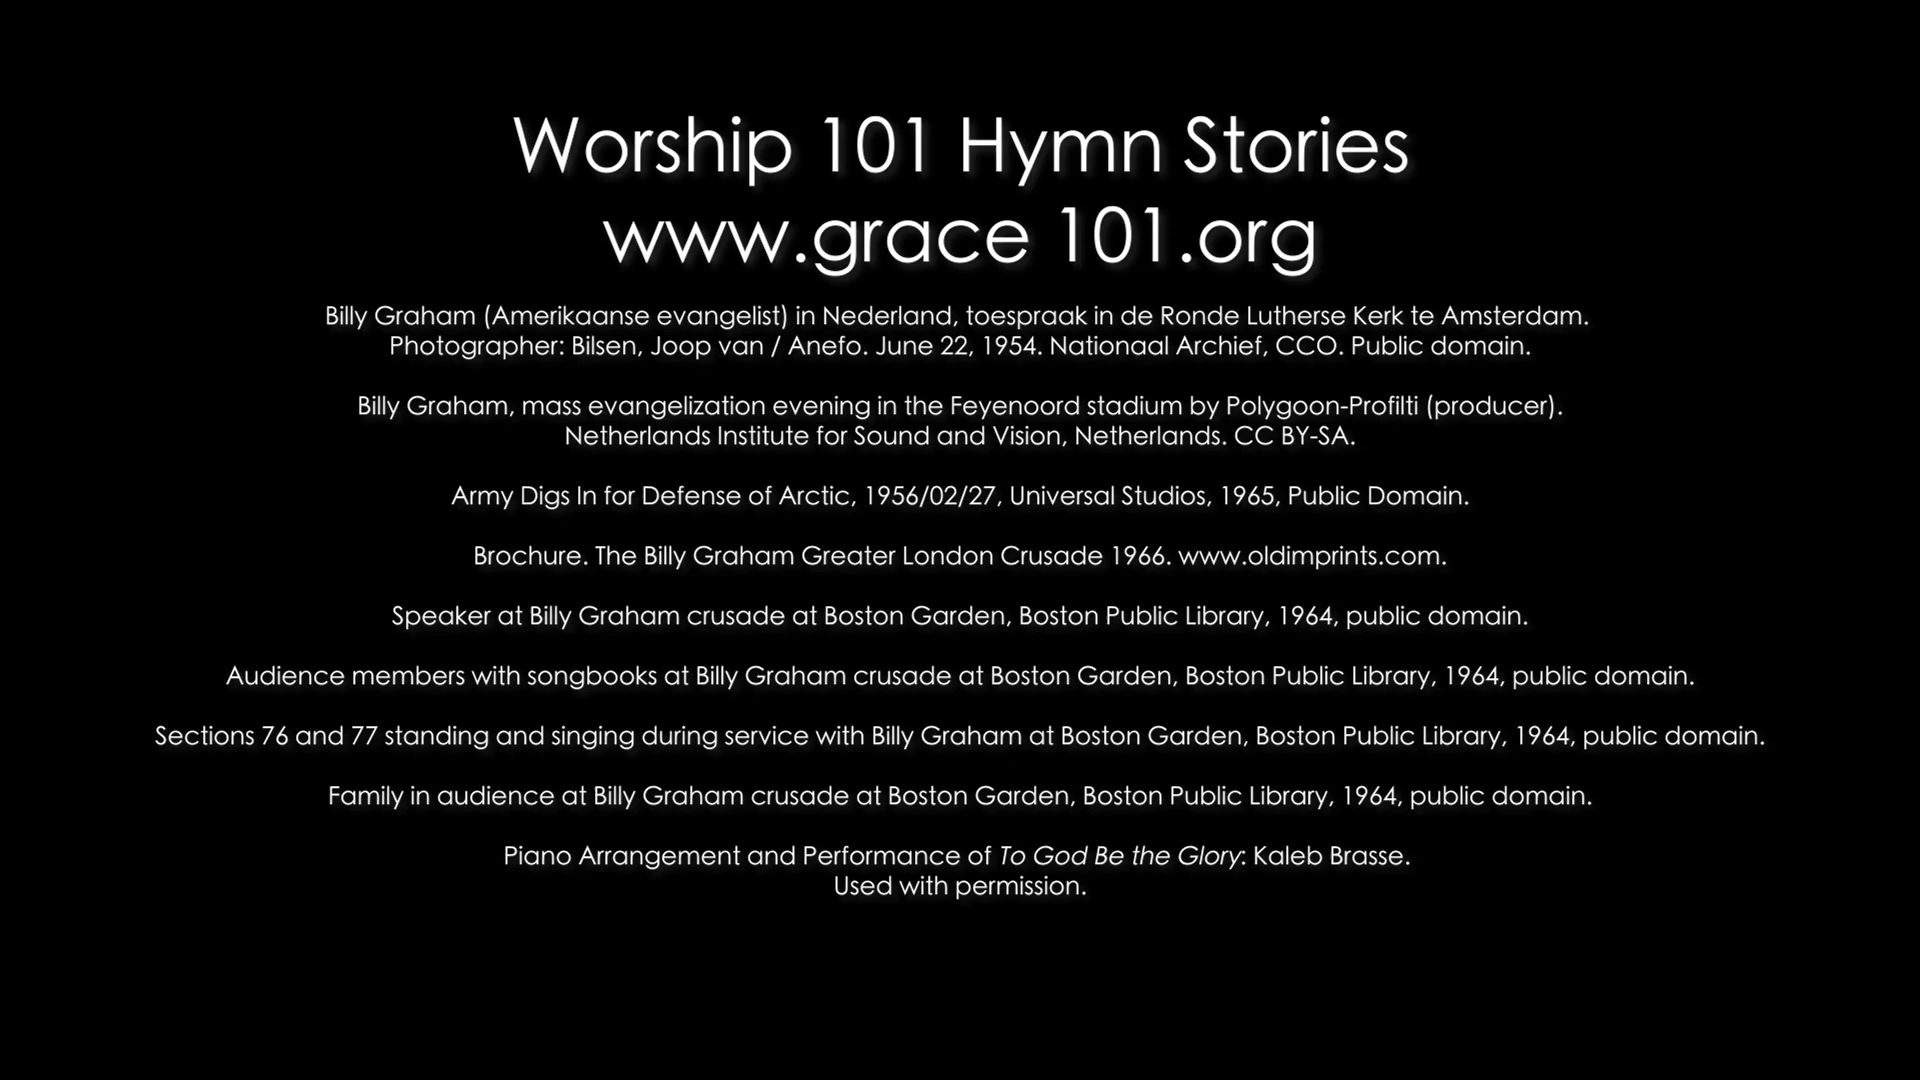 Worship 101 Hymn Stories
www.grace 101.org
Billy Graham (Amerikaanse evangelist) in Nederland, toespraak in de Ronde Lutherse Kerk te Amsterdam.
Photographer: Bilsen, Joop van / Anefo. June 22, 1954. Nationaal Archief, CCO. Public domain.
Billy Graham, mass evangelization evening in the Feyenoord stadium by Polygoon-Profilti (producer).
Netherlands Institute for Sound and Vision, Netherlands. CC BY-SA.
Army Digs In for Defense of Arctic, 1956/02/27, Universal Studios, 1965, Public Domain.
Brochure. The Billy Graham Greater London Crusade 1966. www.oldimprints.com.
Speaker at Billy Graham crusade at Boston Garden, Boston Public Library, 1964, public domain.
Audience members with songbooks at Billy Graham crusade at Boston Garden, Boston Public Library, 1964, public domain.
Sections 76 and 77 standing and singing during service with Billy Graham at Boston Garden, Boston Public Library, 1964, public domain.
Family in audience at Billy Graham crusade at Boston Garden, Boston Public Library, 1964, public domain.
Piano Arrangement and Performance of To God Be the Glory: Kaleb Brasse.
Used with permission.